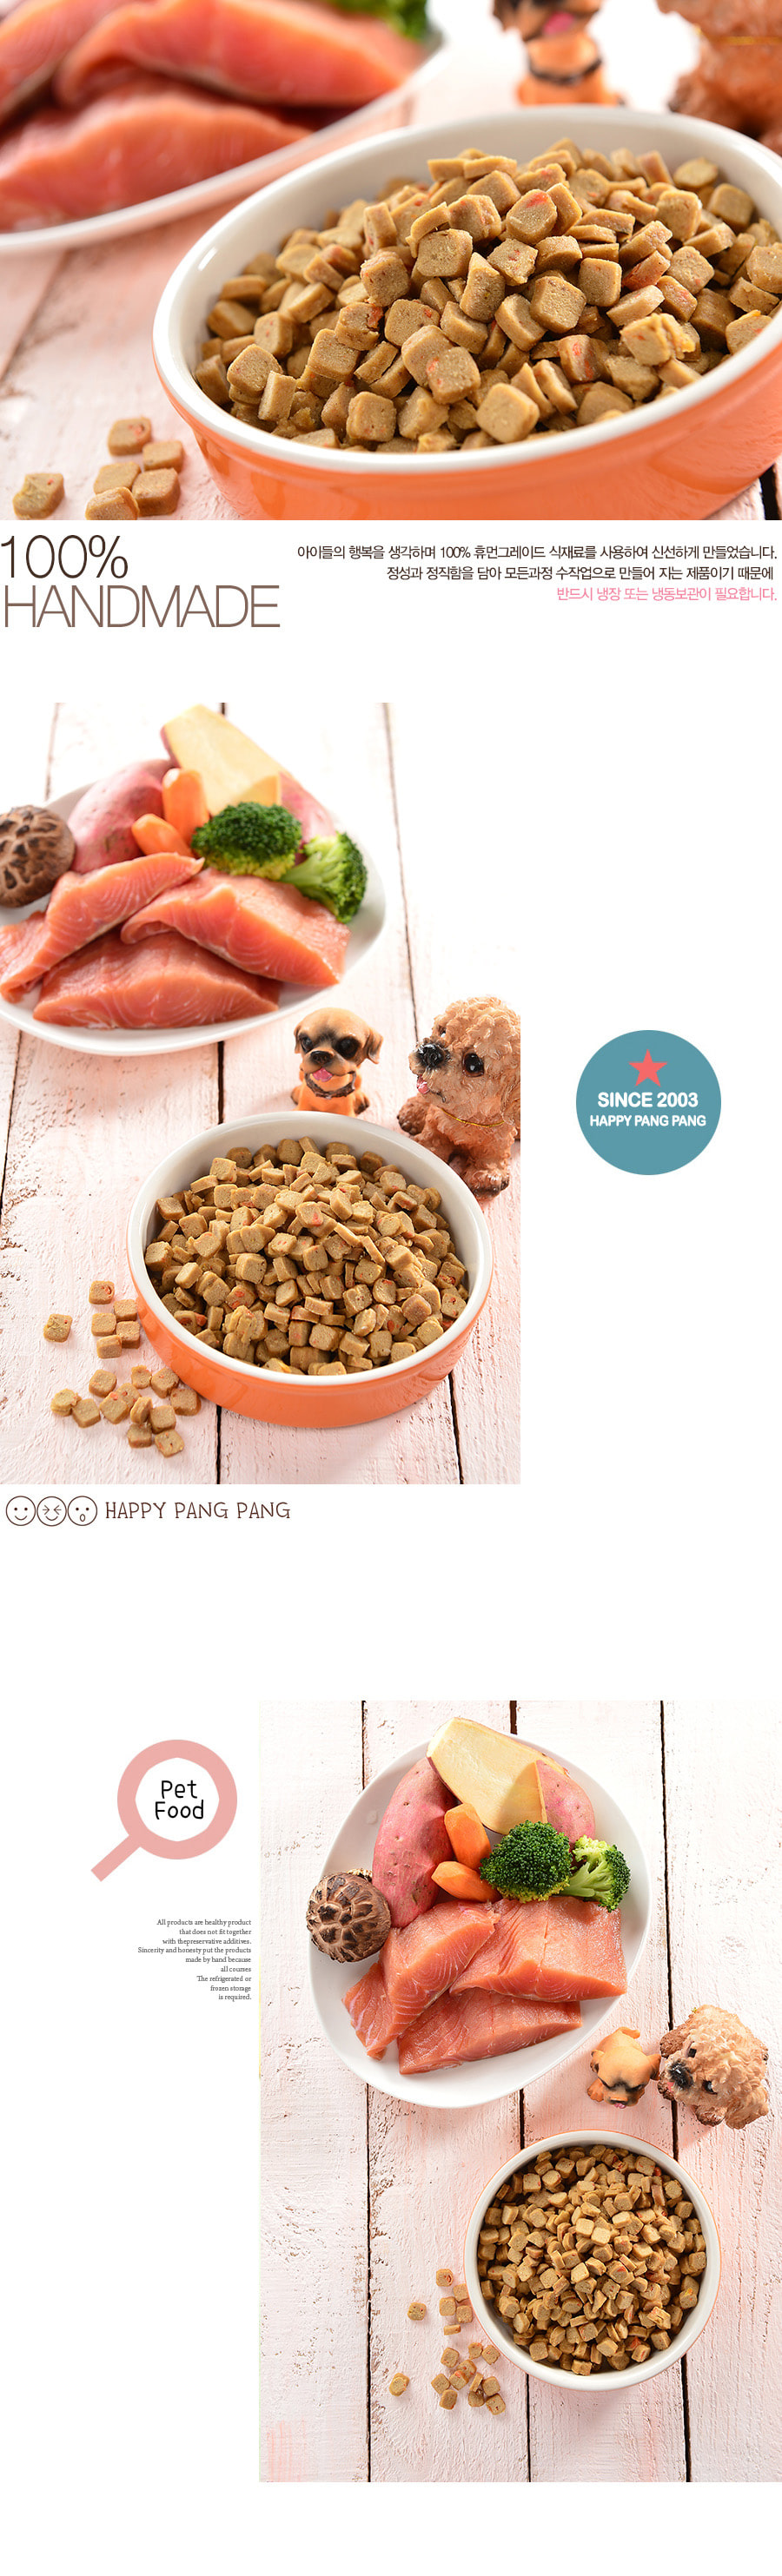 100%
HANDMADE
아이들의 행복을 생각하며 100% 휴먼그레이드 식재료를 사용하여 신선하게 만들었습니다.
정성과 정직함을 담아 모든과정 수작업으로 만들어 지는 제품이기 때문에
반드시 냉장 또는 냉동보관이 필요합니다.
SINCE 2003
HAPPY PANG PANG
HAPPY PANG PANG
Pet
Food
All products are healthy product
that does not fit together
with thepreservative additives.
Sincerity and honesty put the products
made by hand because
all courses
The refrigerated or
frozen storage
is required.